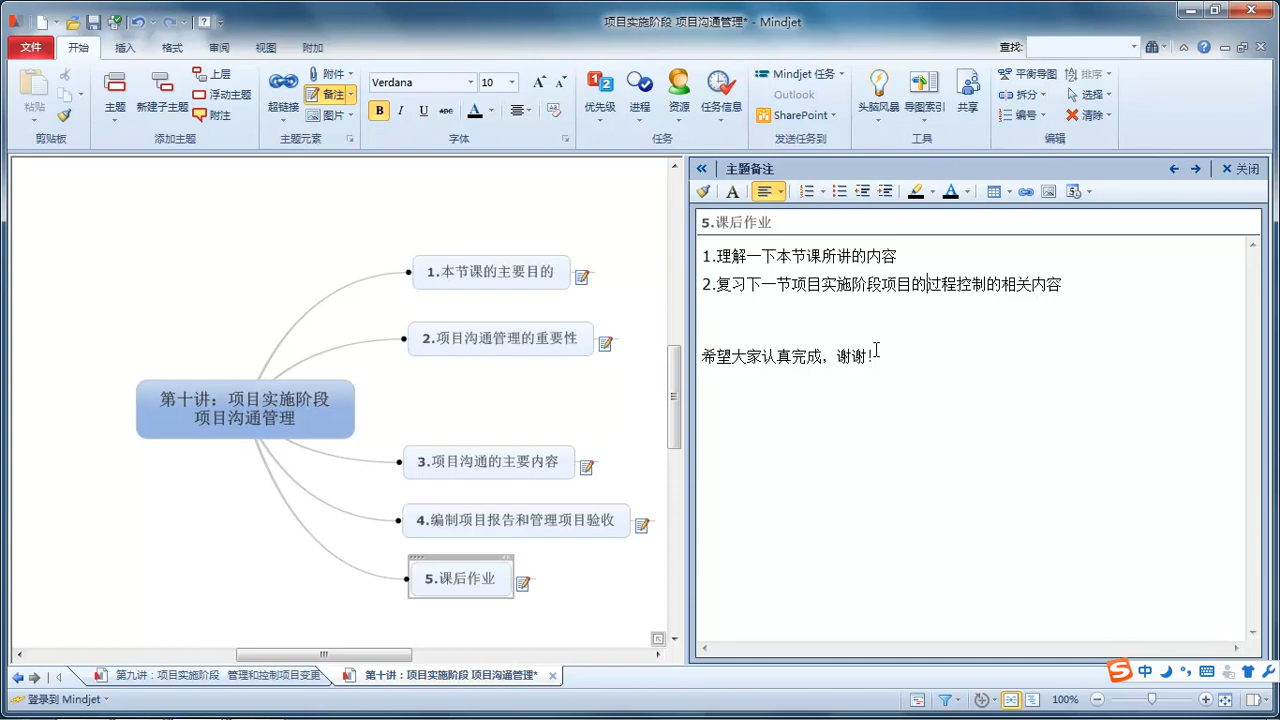 项目实施阶段 项目沟通管理* - Mindjet
文件 开始 插入 格式 审阅 视图 附加 查找:
粘贴 主题 新建子主题 上层 浮动主题 附注 超链接 附件 备注 图片 Verdana 10 优先级 进程 资源 任务信息 Mindjet 任务 Outlook SharePoint 头脑风暴 导图索引 共享 平衡导图 拆分 编号 排序 选择 清除
B I U abc A
剪贴板 添加主题 主题元素 字体 任务 发送任务到 工具 编辑
主题备注 关闭
5.课后作业
1.理解一下本节课所讲的内容
2.复习下一节项目实施阶段项目的过程控制的相关内容
希望大家认真完成，谢谢!
第十讲：项目实施阶段
项目沟通管理
1.本节课的主要目的
2.项目沟通管理的重要性
3.项目沟通的主要内容
4.编制项目报告和管理项目验收
5.课后作业
第九讲：项目实施阶段 管理和控制项目变更 第十讲：项目实施阶段 项目沟通管理*
中
登录到 Mindjet 100%